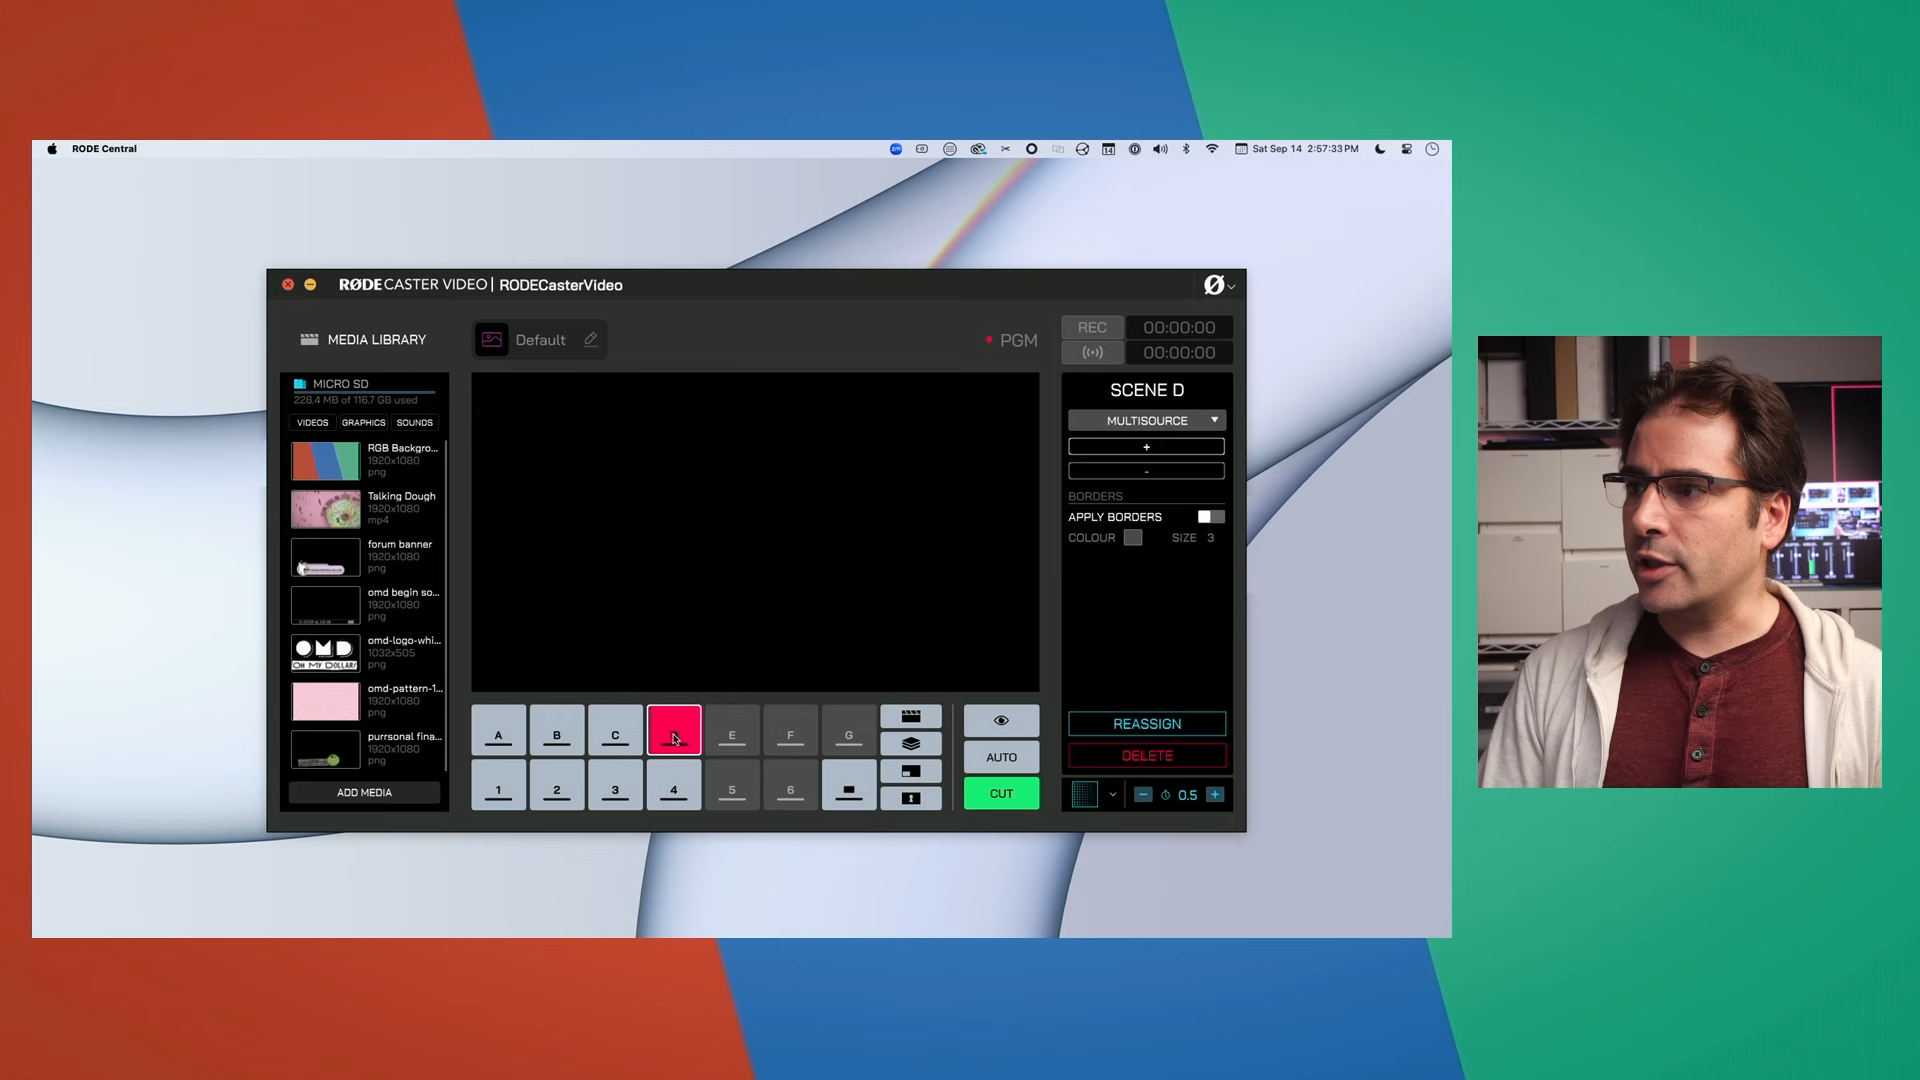 RODE Central
Sat Sep 14 2:57:33 PM
RØDECASTER VIDEO | RODECasterVideo
MEDIA LIBRARY
Default
PGM
REC
00:00:00
00:00:00
MICRO SD
228.4 MB of 116.7 GB used
VIDEOS
GRAPHICS
SOUNDS
RGB Backgro...
1920x1080
png
Talking Dough
1920x1080
mp4
forum banner
1920x1080
png
omd begin so...
1920x1080
png
OMD
OH MY DOLLAR!
omd-logo-whi...
1032x505
png
omd-pattern-1...
1920x1080
png
purrsonal fina...
1920x1080
png
ADD MEDIA
A
B
C
E
F
G
1
2
3
4
5
6
AUTO
CUT
SCENE D
MULTISOURCE
+
-
BORDERS
APPLY BORDERS
COLOUR
SIZE 3
REASSIGN
DELETE
0.5